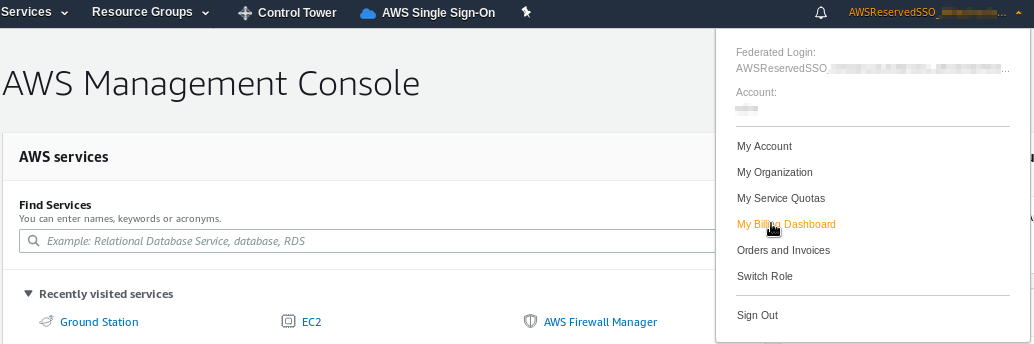 Services Resource Groups Control Tower AWS Single Sign-On AWSReservedSSO_ ...
Federated Login:
AWSReservedSSO_ ...
Account:
AWS Management Console
My Account
AWS services
My Organization
My Service Quotas
Find Services
You can enter names, keywords or acronyms.
My Billing Dashboard
Example: Relational Database Service, database, RDS
Orders and Invoices
Switch Role
Recently visited services
Ground Station EC2 AWS Firewall Manager
Sign Out